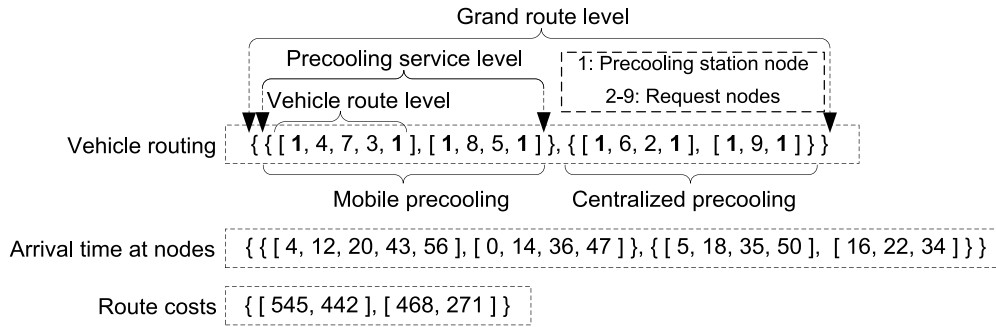 Grand route level
Precooling service level
1: Precooling station node
Vehicle route level
2-9: Request nodes
Vehicle routing { { [ 1, 4, 7, 3, 1 ], [ 1, 8, 5, 1 ] }, { [ 1, 6, 2, 1 ], [ 1, 9, 1 ] } }
Mobile precooling Centralized precooling
Arrival time at nodes { { [ 4, 12, 20, 43, 56 ], [ 0, 14, 36, 47 ] }, { [ 5, 18, 35, 50 ], [ 16, 22, 34 ] } }
Route costs { [ 545, 442 ], [ 468, 271 ] }